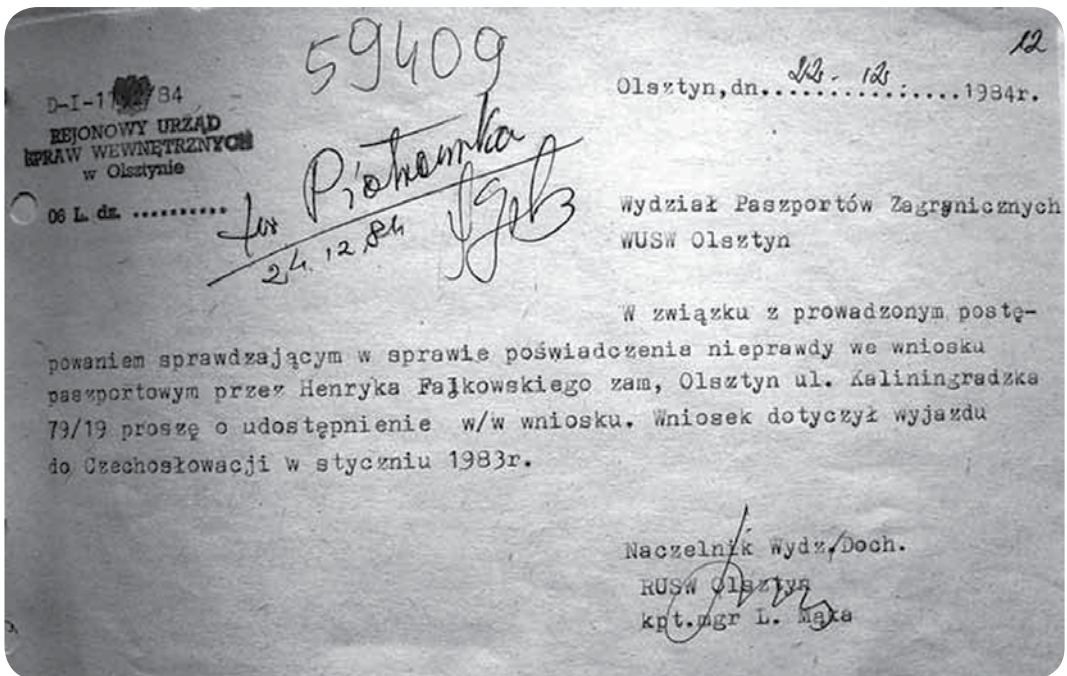 12
59409
Olsztyn,dn. 22. 12. 1984r.
D-I- /84
REJONOWY URZĄD
SPRAW WEWNĘTRZNYCH
w Olsztynie
06 L. dz. ..........
Piotrowska
24.12.84
Wydział Paszportów Zagranicznych
WUSW Olsztyn
W związku z prowadzonym postę-
powaniem sprawdzającym w sprawie poświadczenia nieprawdy we wniosku
paszportowym przez Henryka Fałkowskiego zam, Olsztyn ul. Kaliningradzka
79/19 proszę o udostępnienie w/w wniosku. Wniosek dotyczył wyjazdu
do Czechosłowacji w styczniu 1983r.
Naczelnik Wydz.Doch.
RUSW Olsztyn
kpt.mgr L. Mąka